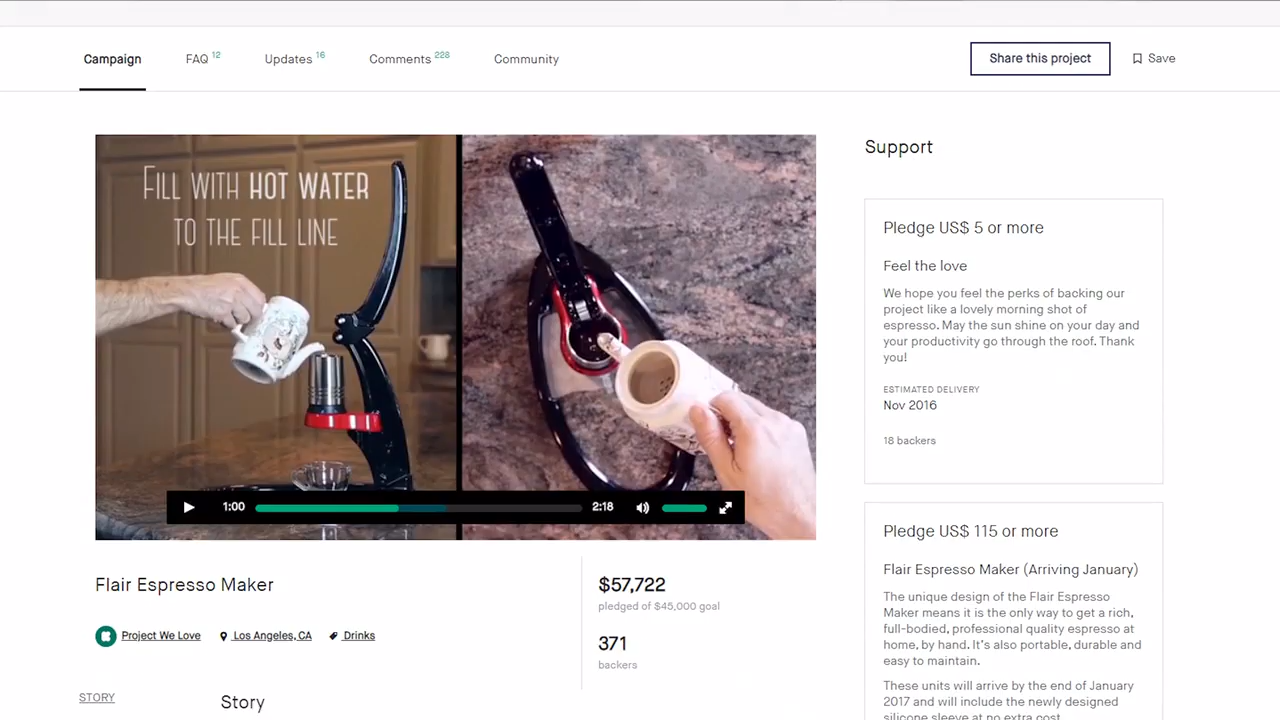 Campaign
FAQ 12
Updates 16
Comments 228
Community
Share this project
Save
FILL WITH HOT WATER
TO THE FILL LINE
1:00
2:18
Flair Espresso Maker
Project We Love
Los Angeles, CA
Drinks
$57,722
pledged of $45,000 goal
371
backers
STORY
Story
Support
Pledge US$ 5 or more
Feel the love
We hope you feel the perks of backing our
project like a lovely morning shot of
espresso. May the sun shine on your day and
your productivity go through the roof. Thank
you!
ESTIMATED DELIVERY
Nov 2016
18 backers
Pledge US$ 115 or more
Flair Espresso Maker (Arriving January)
The unique design of the Flair Espresso
Maker means it is the only way to get a rich,
full-bodied, professional quality espresso at
home, by hand. It's also portable, durable and
easy to maintain.
These units will arrive by the end of January
2017 and will include the newly designed
silicone sleeve at no extra cost